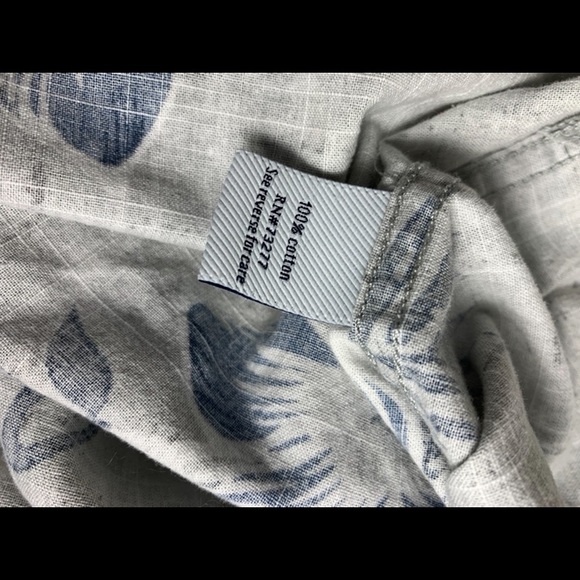 100% cotton
RN# 73277
See reverse for care